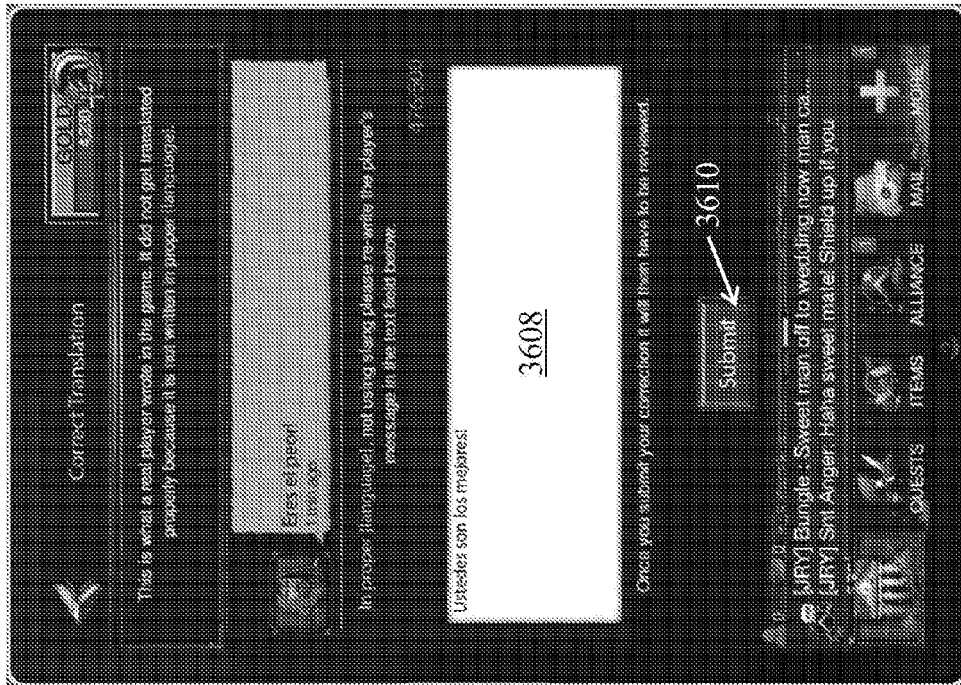 Correct Translation
GOLD
This is what a real player wrote in the game. It did not get translated
properly because it is not written in proper [language].
Eres el peor!
In proper [language], not using slang please re-write the player's
message in the text field below.
Ustedes son los mejores!
3608
Once you submit your correction it will then have to be reviewed.
Submit
3610
[JRY] Bungle : Sweet man off to wedding now man ca...
[JRY] Snt Anger: Haha sweet mate! Shield up if you
QUESTS
ITEMS
ALLIANCE
MAIL
MORE